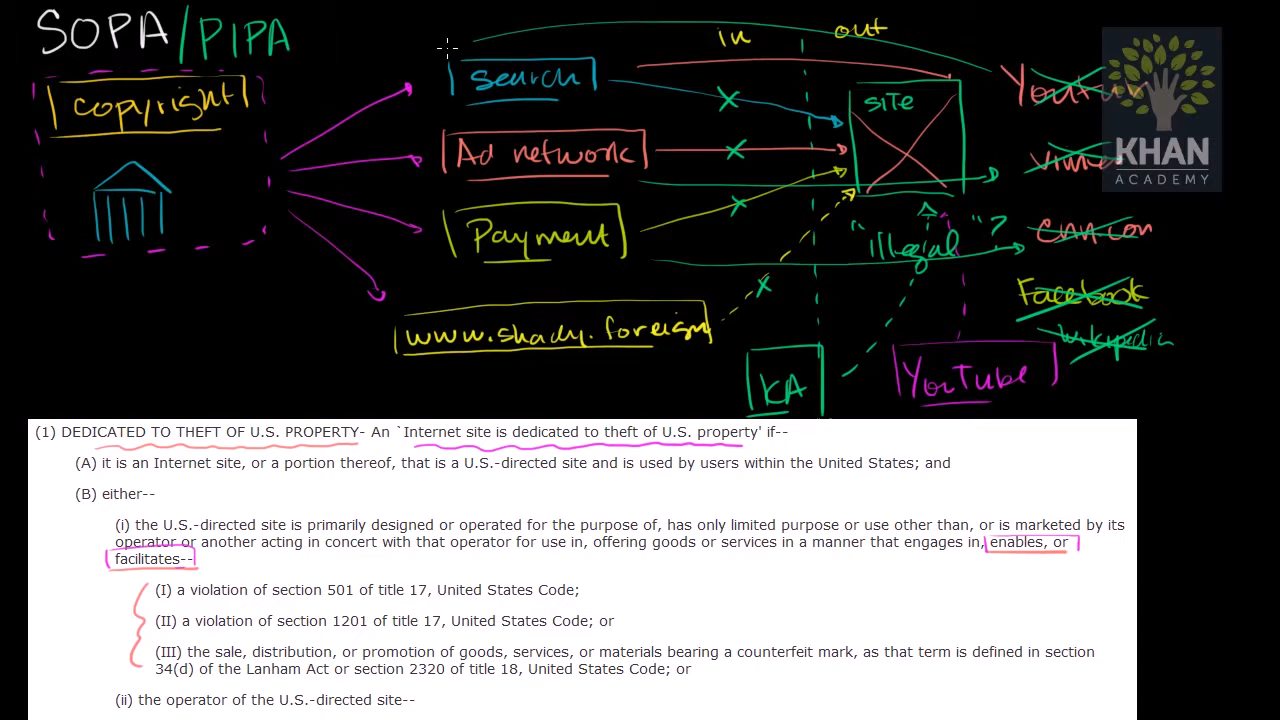 SOPA/PIPA
in
out
copyright
search
Ad network
Payment
www.shady.foreign
SITE
"illegal"?
KA
YouTube
cnn.com
Facebook
wikipedia
KHAN
ACADEMY
(1) DEDICATED TO THEFT OF U.S. PROPERTY- An `Internet site is dedicated to theft of U.S. property' if--
(A) it is an Internet site, or a portion thereof, that is a U.S.-directed site and is used by users within the United States; and
(B) either--
(i) the U.S.-directed site is primarily designed or operated for the purpose of, has only limited purpose or use other than, or is marketed by its
operator or another acting in concert with that operator for use in, offering goods or services in a manner that engages in, enables, or
facilitates--
(I) a violation of section 501 of title 17, United States Code;
(II) a violation of section 1201 of title 17, United States Code; or
(III) the sale, distribution, or promotion of goods, services, or materials bearing a counterfeit mark, as that term is defined in section
34(d) of the Lanham Act or section 2320 of title 18, United States Code; or
(ii) the operator of the U.S.-directed site--